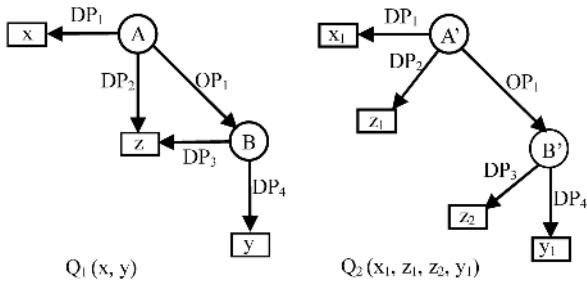 DP1
x
A
DP2
OP1
z
DP3
B
DP4
y
Q1 (x, y)
DP1
x1
A'
DP2
OP1
z1
B'
DP3
DP4
z2
y1
Q2 (x1, z1, z2, y1)